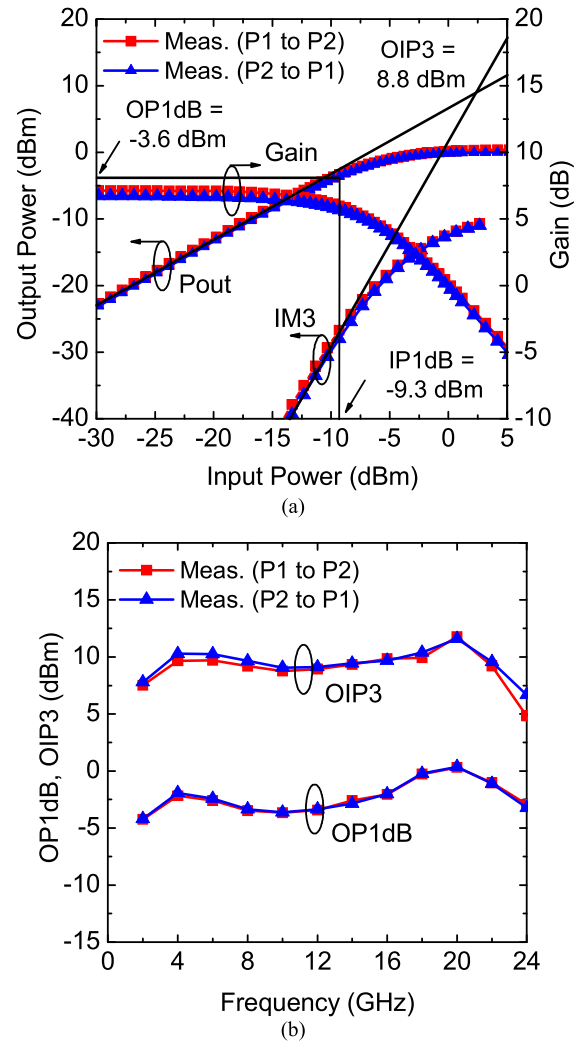 Meas. (P1 to P2)
Meas. (P2 to P1)
OIP3 =
8.8 dBm
OP1dB =
-3.6 dBm
Gain
Pout
IM3
IP1dB =
-9.3 dBm
20
10
0
-10
-20
-30
-40
Output Power (dBm)
20
15
10
5
0
-5
-10
Gain (dB)
-30 -25 -20 -15 -10 -5 0 5
Input Power (dBm)
(a)
Meas. (P1 to P2)
Meas. (P2 to P1)
OIP3
OP1dB
20
15
10
5
0
-5
-10
-15
OP1dB, OIP3 (dBm)
0 4 8 12 16 20 24
Frequency (GHz)
(b)